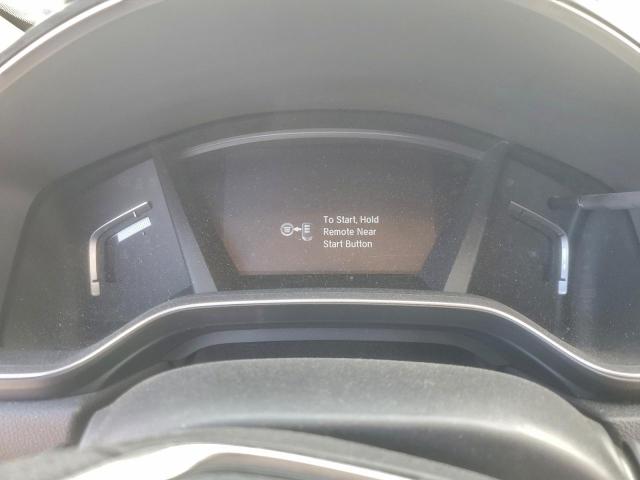 To Start, Hold
Remote Near
Start Button